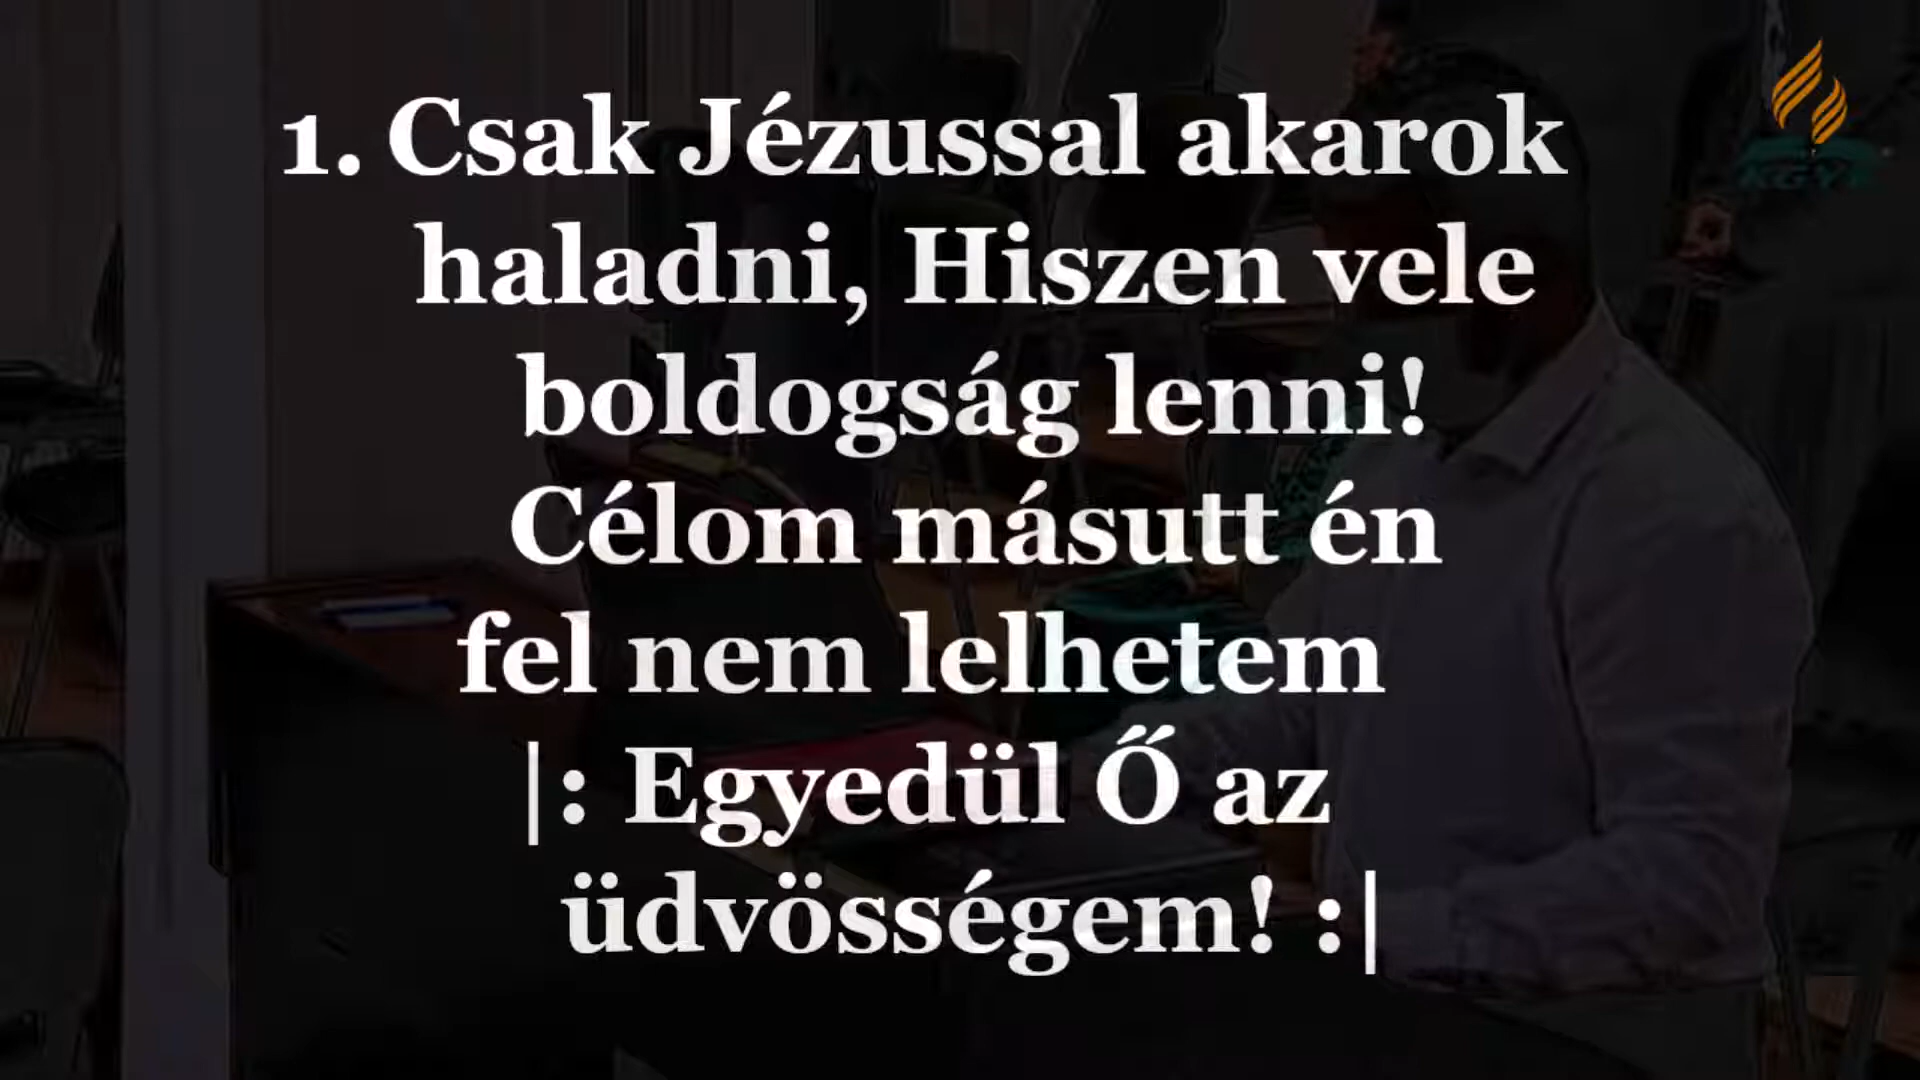 1. Csak Jézussal akarok
haladni, Hiszen vele
boldogság lenni!
Célom másutt én
fel nem lelhetem
|: Egyedül Ő az
üdvösségem! :|